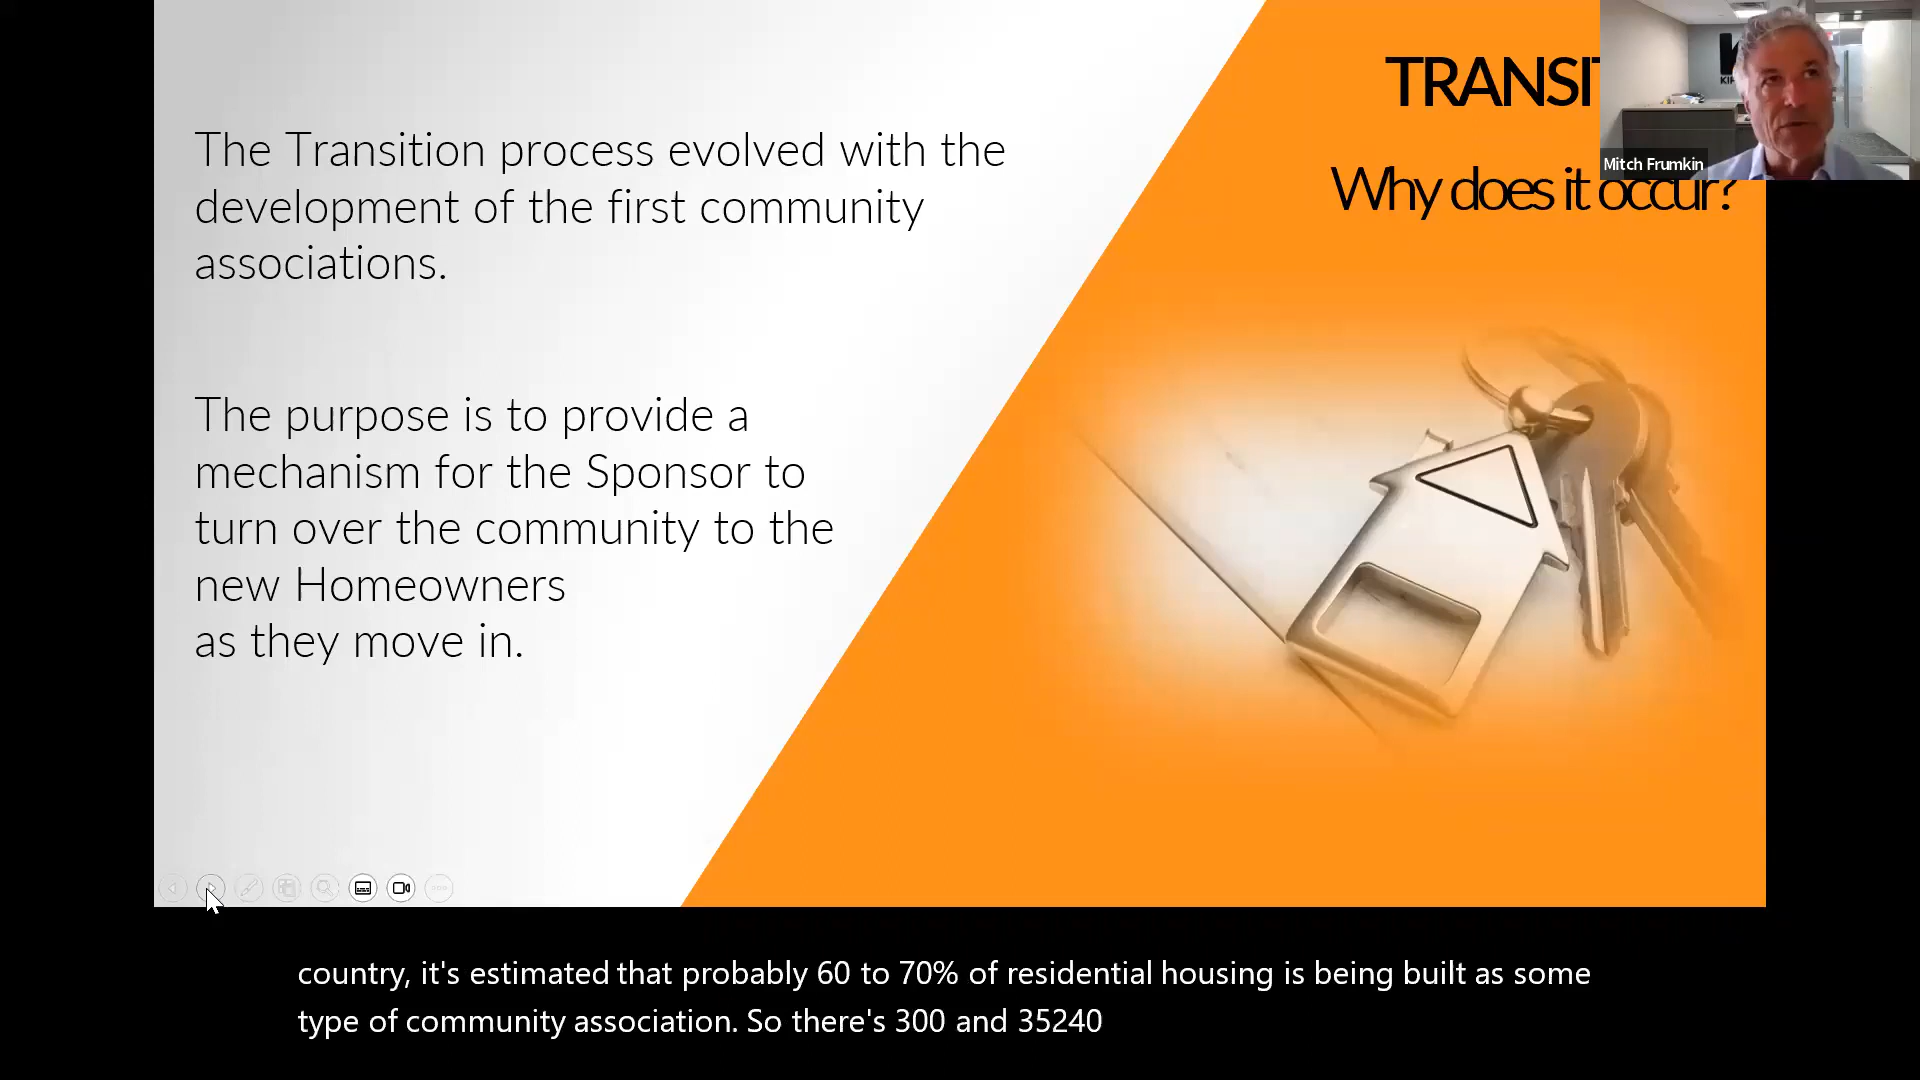 The Transition process evolved with the
development of the first community
associations.
The purpose is to provide a
mechanism for the Sponsor to
turn over the community to the
new Homeowners
as they move in.
Why does it occur?
Mitch Frumkin
country, it's estimated that probably 60 to 70% of residential housing is being built as some
type of community association. So there's 300 and 35240